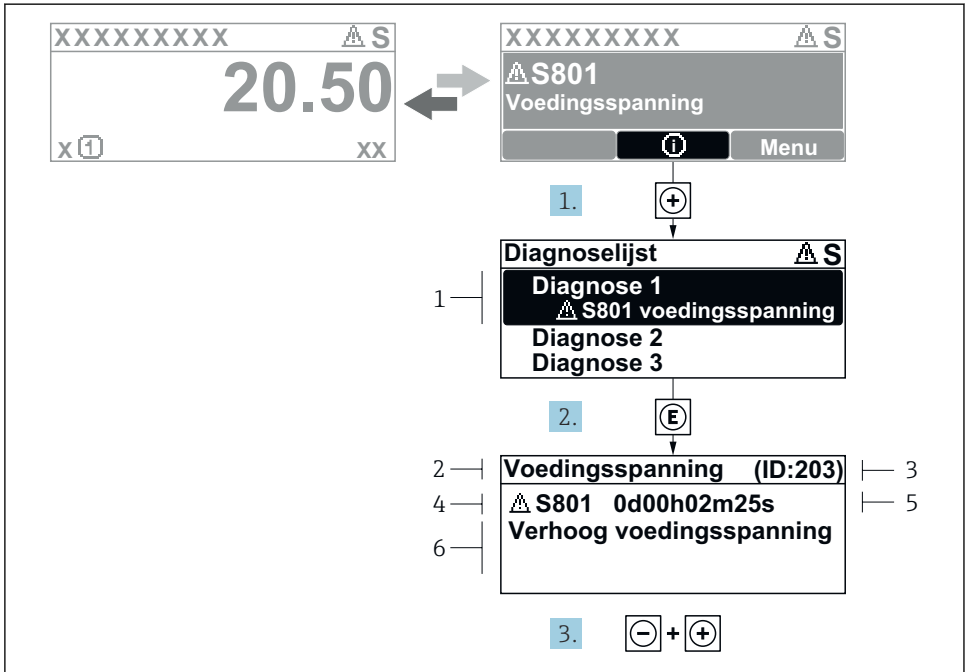 XXXXXXXXX ⚠ S
20.50
x ① xx
XXXXXXXXX ⚠ S
⚠ S801
Voedingsspanning
ⓘ Menu
1. +
Diagnoselijst ⚠ S
1 Diagnose 1
⚠ S801 voedingsspanning
Diagnose 2
Diagnose 3
2. E
2 Voedingsspanning (ID:203) 3
4 ⚠ S801 0d00h02m25s 5
6 Verhoog voedingsspanning
3. - + +